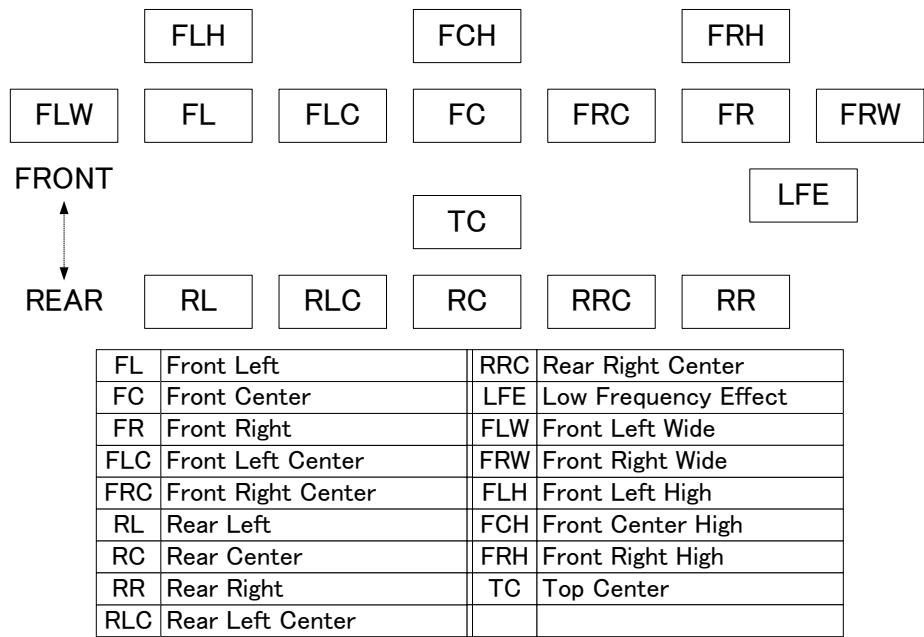 FLH FCH FRH
FLW FL FLC FC FRC FR FRW
FRONT
LFE
TC
REAR RL RLC RC RRC RR
FL Front Left RRC Rear Right Center
FC Front Center LFE Low Frequency Effect
FR Front Right FLW Front Left Wide
FLC Front Left Center FRW Front Right Wide
FRC Front Right Center FLH Front Left High
RL Rear Left FCH Front Center High
RC Rear Center FRH Front Right High
RR Rear Right TC Top Center
RLC Rear Left Center